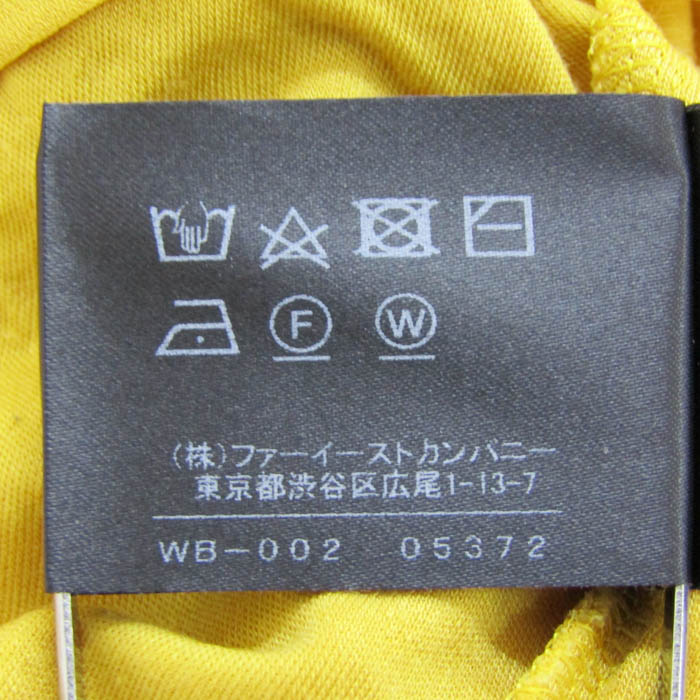 F W
(株)ファーイーストカンパニー
東京都渋谷区広尾1-13-7
WB-002 05372